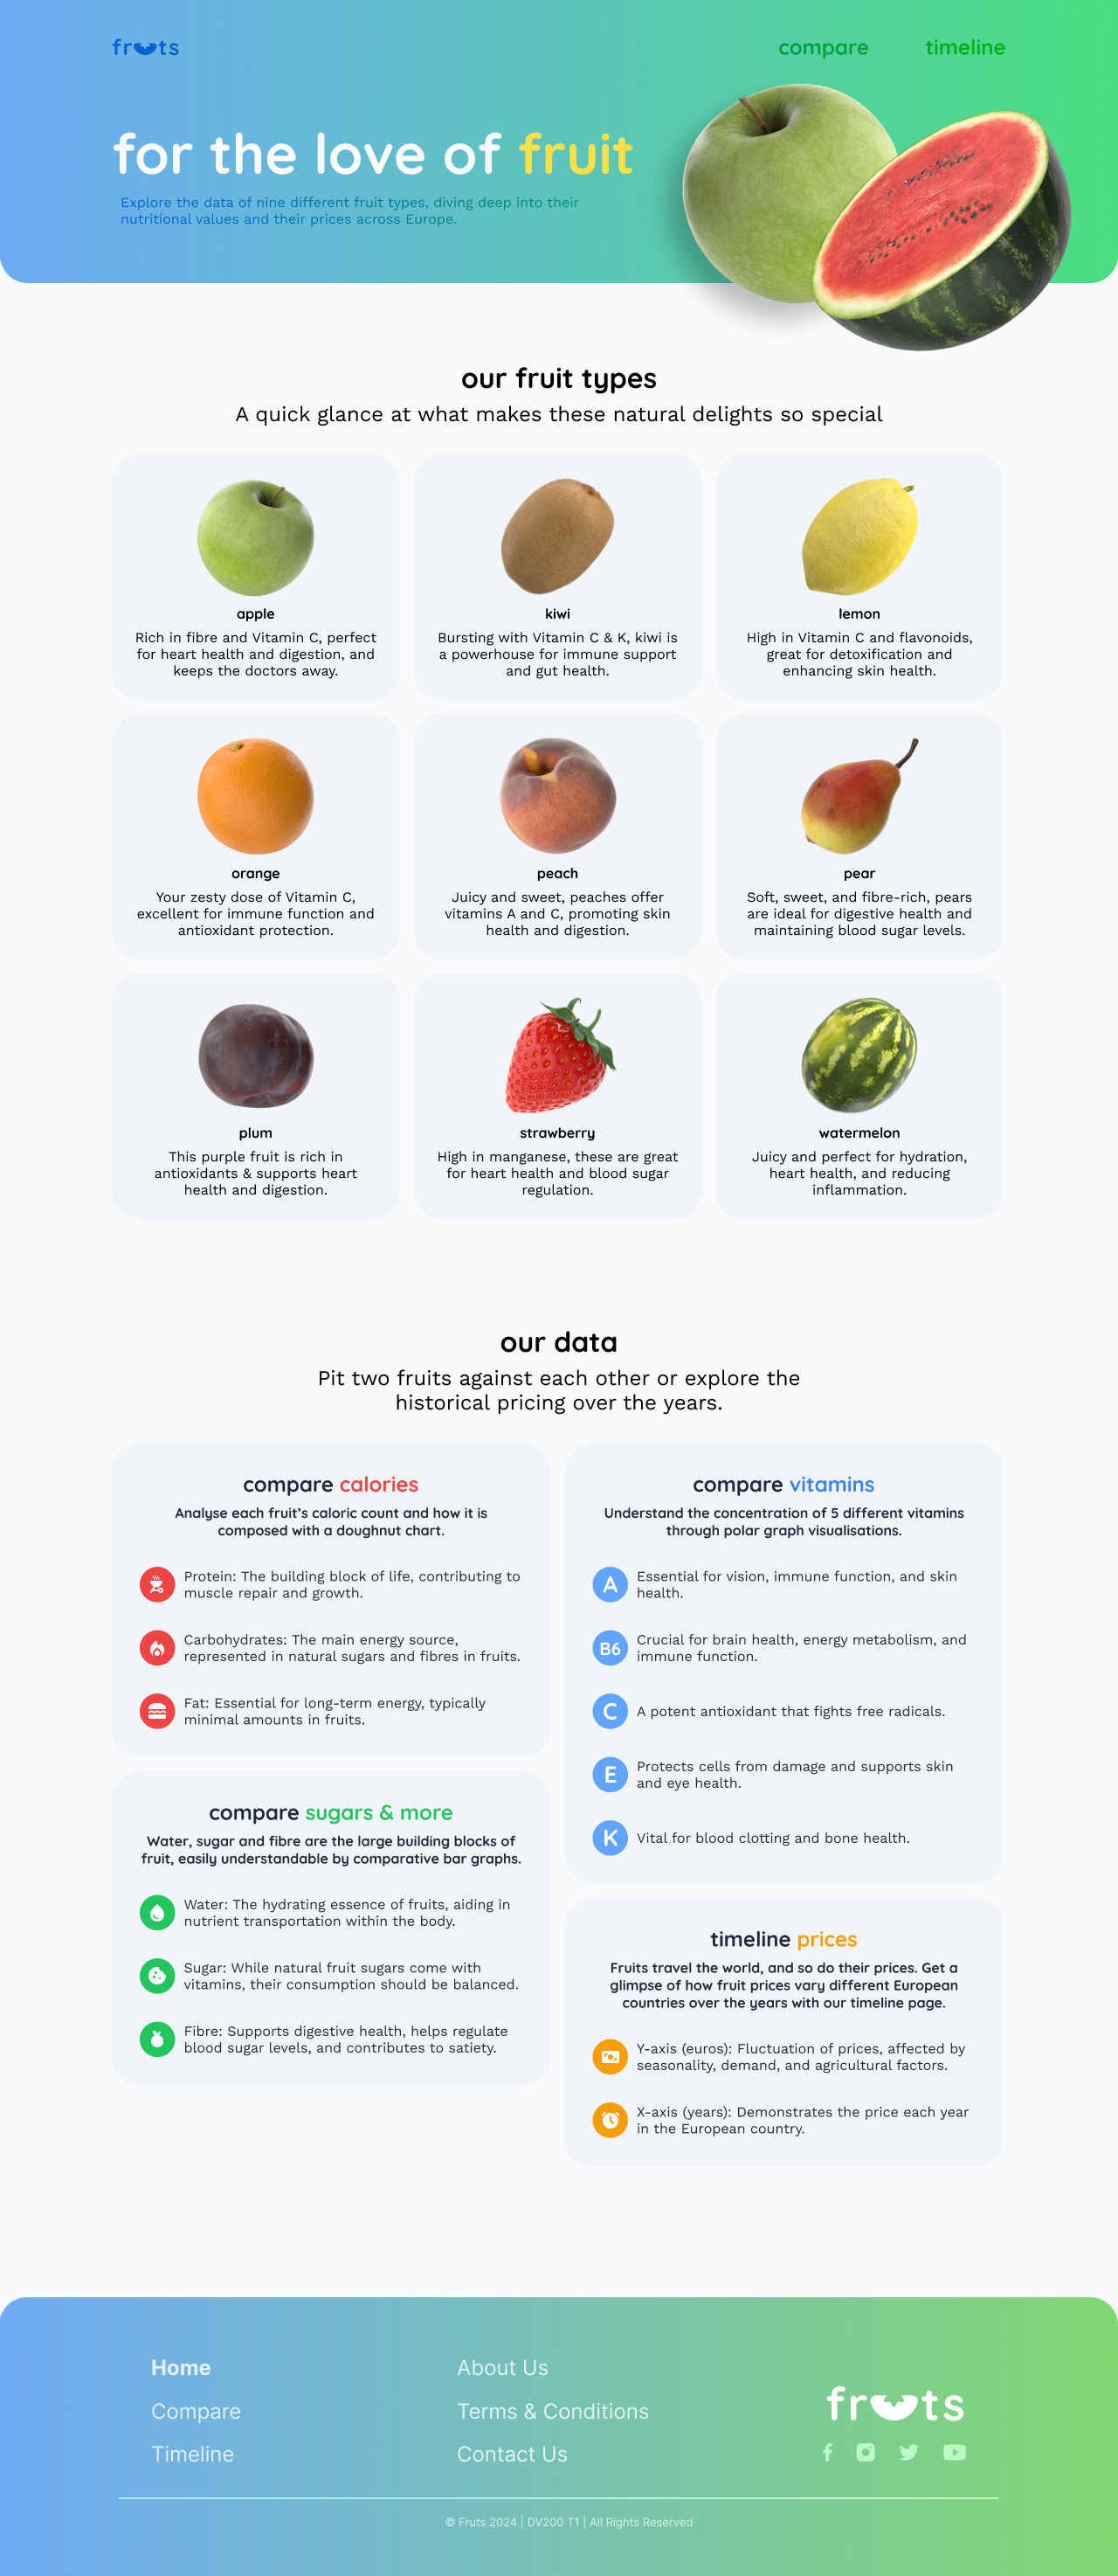 fruts
compare timeline
for the love of fruit
Explore the data of nine different fruit types, diving deep into their
nutritional values and their prices across Europe.
our fruit types
A quick glance at what makes these natural delights so special
apple
Rich in fibre and Vitamin C, perfect
for heart health and digestion, and
keeps the doctors away.
kiwi
Bursting with Vitamin C & K, kiwi is
a powerhouse for immune support
and gut health.
lemon
High in Vitamin C and flavonoids,
great for detoxification and
enhancing skin health.
orange
Your zesty dose of Vitamin C,
excellent for immune function and
antioxidant protection.
peach
Juicy and sweet, peaches offer
vitamins A and C, promoting skin
health and digestion.
pear
Soft, sweet, and fibre-rich, pears
are ideal for digestive health and
maintaining blood sugar levels.
plum
This purple fruit is rich in
antioxidants & supports heart
health and digestion.
strawberry
High in manganese, these are great
for heart health and blood sugar
regulation.
watermelon
Juicy and perfect for hydration,
heart health, and reducing
inflammation.
our data
Pit two fruits against each other or explore the
historical pricing over the years.
compare calories
Analyse each fruit’s caloric count and how it is
composed with a doughnut chart.
Protein: The building block of life, contributing to
muscle repair and growth.
Carbohydrates: The main energy source,
represented in natural sugars and fibres in fruits.
Fat: Essential for long-term energy, typically
minimal amounts in fruits.
compare sugars & more
Water, sugar and fibre are the large building blocks of
fruit, easily understandable by comparative bar graphs.
Water: The hydrating essence of fruits, aiding in
nutrient transportation within the body.
Sugar: While natural fruit sugars come with
vitamins, their consumption should be balanced.
Fibre: Supports digestive health, helps regulate
blood sugar levels, and contributes to satiety.
compare vitamins
Understand the concentration of 5 different vitamins
through polar graph visualisations.
A
Essential for vision, immune function, and skin
health.
B6
Crucial for brain health, energy metabolism, and
immune function.
C
A potent antioxidant that fights free radicals.
E
Protects cells from damage and supports skin
and eye health.
K
Vital for blood clotting and bone health.
timeline prices
Fruits travel the world, and so do their prices. Get a
glimpse of how fruit prices vary different European
countries over the years with our timeline page.
Y-axis (euros): Fluctuation of prices, affected by
seasonality, demand, and agricultural factors.
X-axis (years): Demonstrates the price each year
in the European country.
Home
Compare
Timeline
About Us
Terms & Conditions
Contact Us
fruts
© Fruts 2024 | DV200 T1 | All Rights Reserved